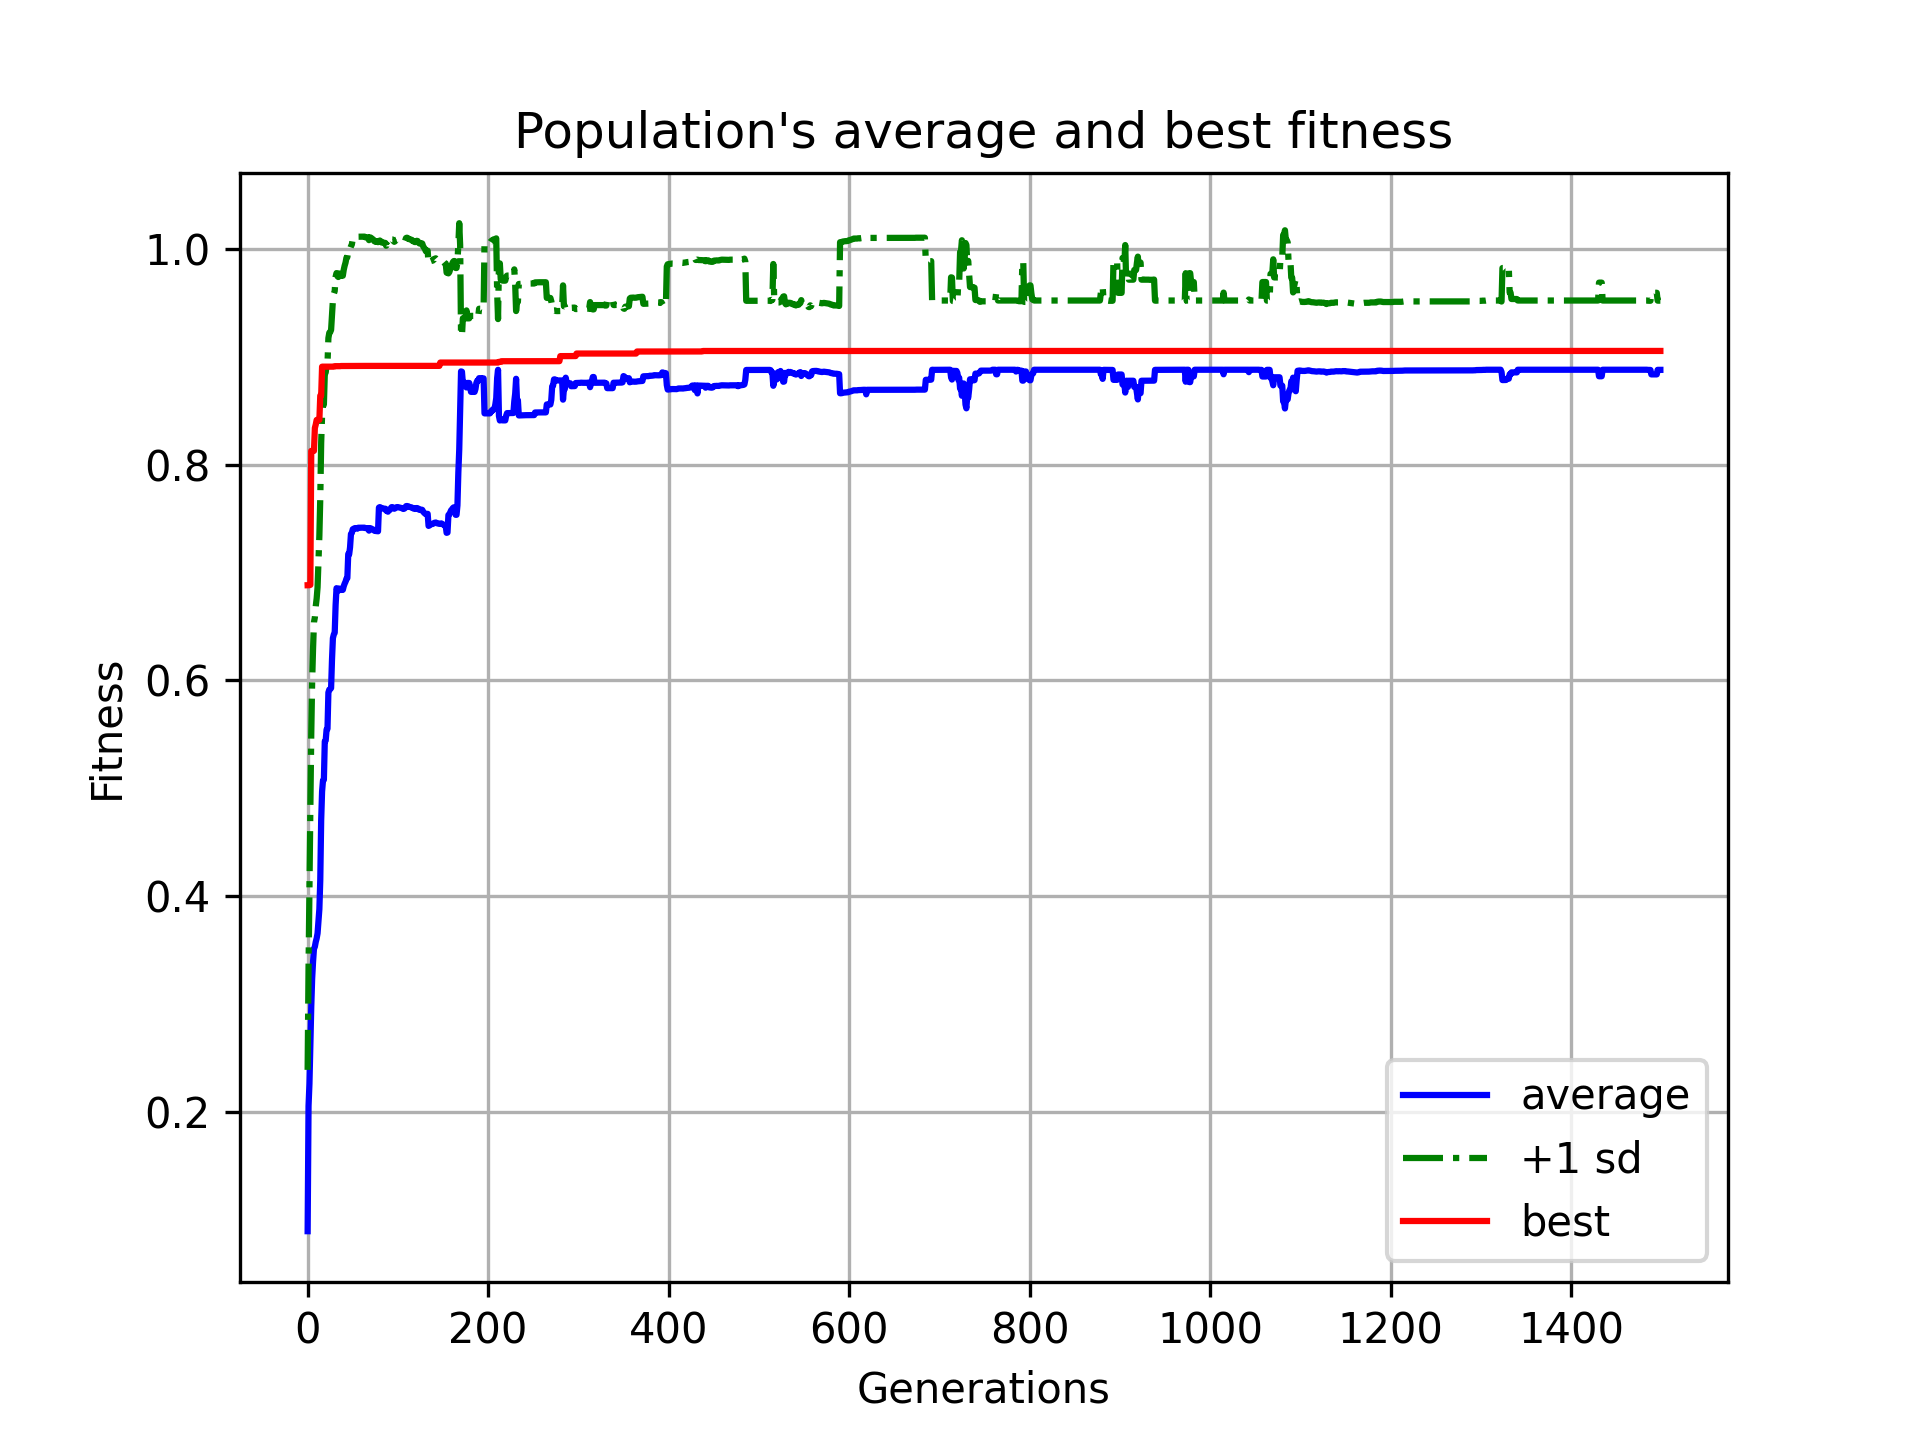 Population's average and best fitness
Fitness
1.0
0.8
0.6
0.4
0.2
0 200 400 600 800 1000 1200 1400
Generations
average
+1 sd
best